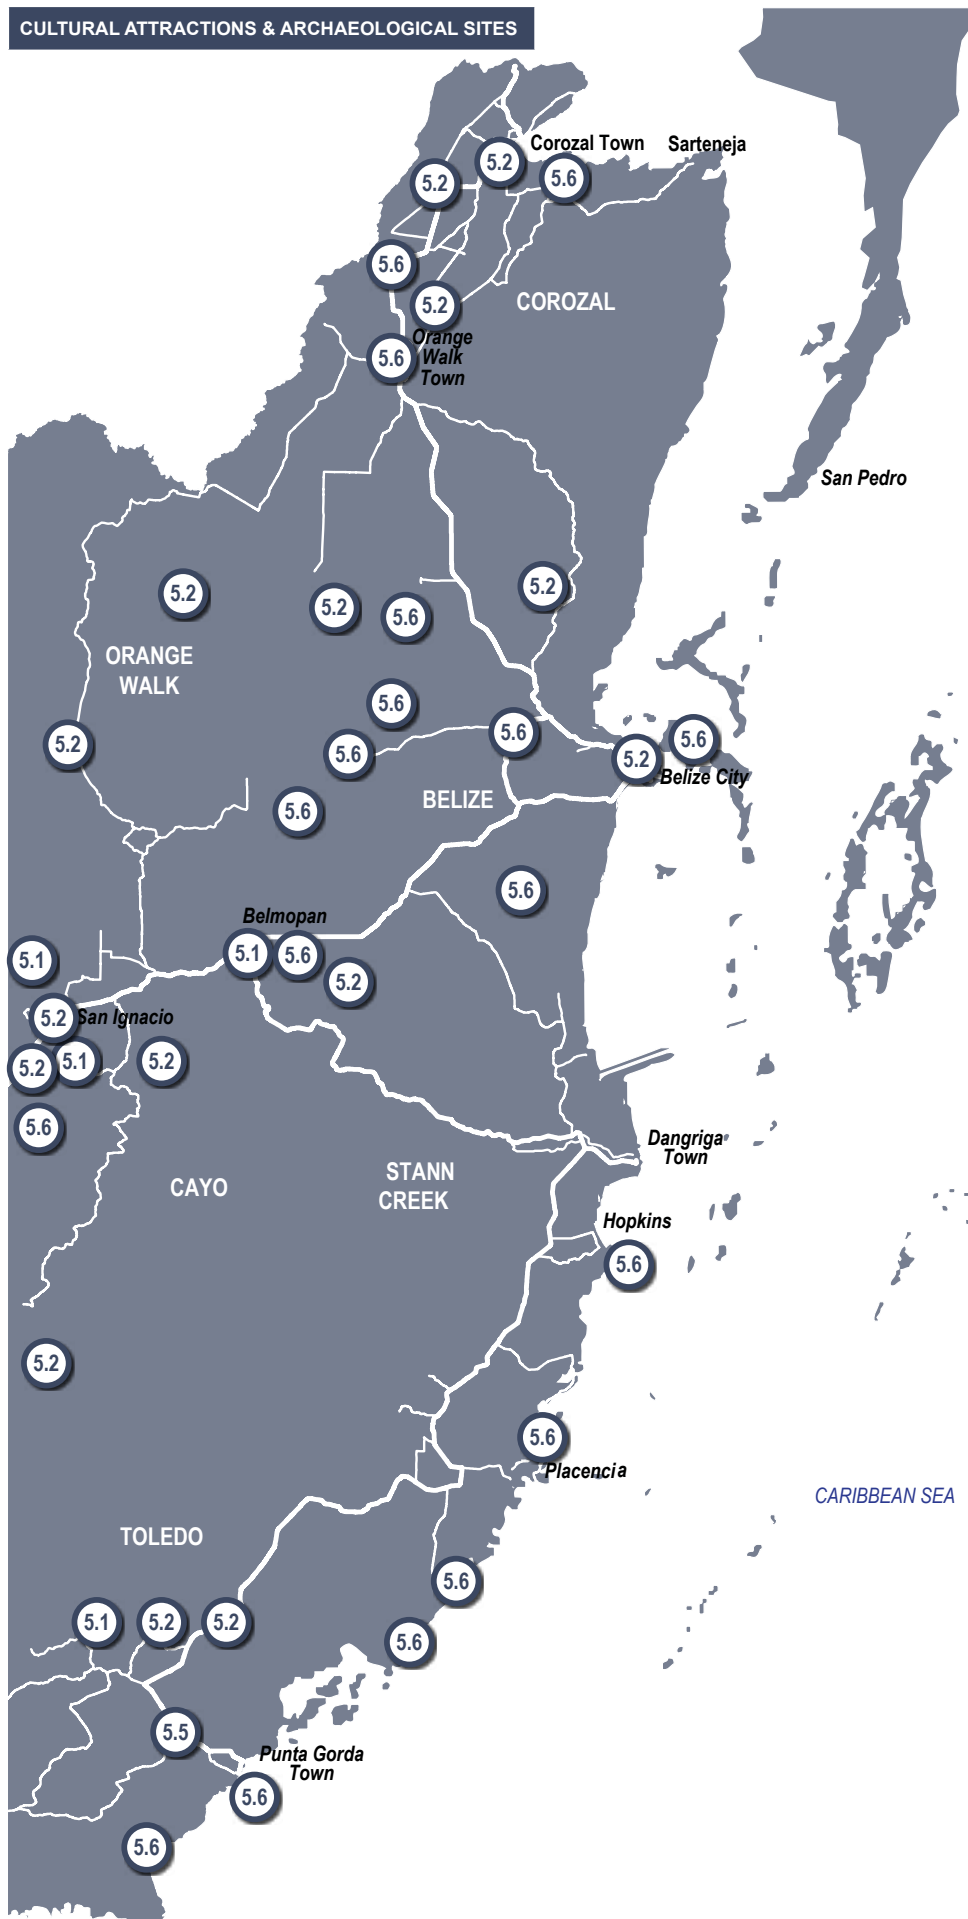 CULTURAL ATTRACTIONS & ARCHAEOLOGICAL SITES
Corozal Town
Sarteneja
5.2
5.6
5.2
5.6
5.2
COROZAL
Orange
Walk
Town
5.6
San Pedro
5.2
5.2
5.2
5.6
ORANGE
WALK
5.6
5.6
5.6
5.2
5.6
5.2
Belize City
BELIZE
5.6
5.6
Belmopan
5.1
5.6
5.1
5.2
5.2
San Ignacio
5.2
5.1
5.2
5.6
Dangriga
Town
STANN
CREEK
CAYO
Hopkins
5.6
5.2
5.6
Placencia
CARIBBEAN SEA
TOLEDO
5.6
5.1
5.2
5.2
5.6
5.5
Punta Gorda
Town
5.6
5.6